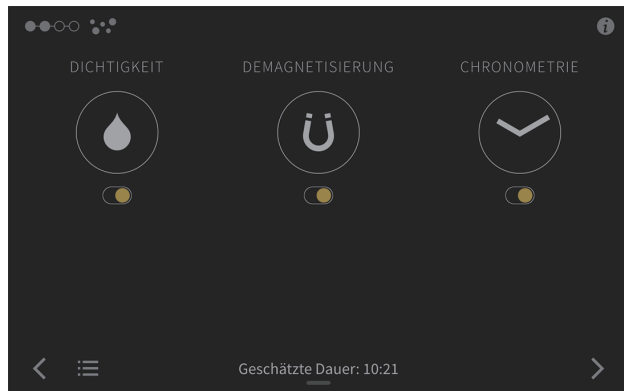 DICHTIGKEIT DEMAGNETISIERUNG CHRONOMETRIE
Geschätzte Dauer: 10:21